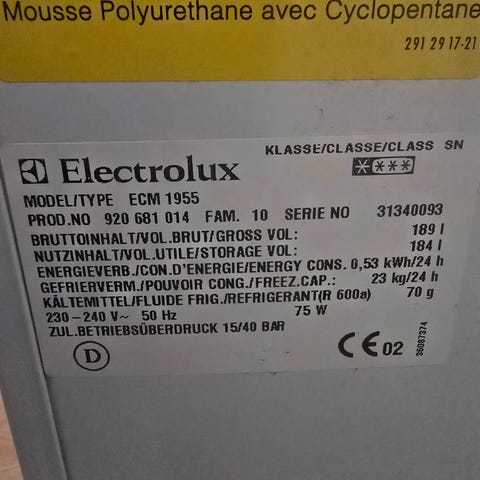 Mousse Polyurethane avec Cyclopentane
291 29 17-21
KLASSE/CLASSE/CLASS SN
Electrolux
****
MODEL/TYPE ECM 1955
PROD.NO 920 681 014 FAM. 10 SERIE NO 31340093
BRUTTOINHALT/VOL.BRUT/GROSS VOL: 189 l
NUTZINHALT/VOL.UTILE/STORAGE VOL: 184 l
ENERGIEVERB./CON.D'ENERGIE/ENERGY CONS. 0,53 kWh/24 h
GEFRIERVERM./POUVOIR CONG./FREEZ.CAP.: 23 kg/24 h
KÄLTEMITTEL/FLUIDE FRIG./REFRIGERANT(R 600a) 70 g
230-240 V~ 50 Hz 75 W
ZUL.BETRIEBSÜBERDRUCK 15/40 BAR
D
CE 02
36087374